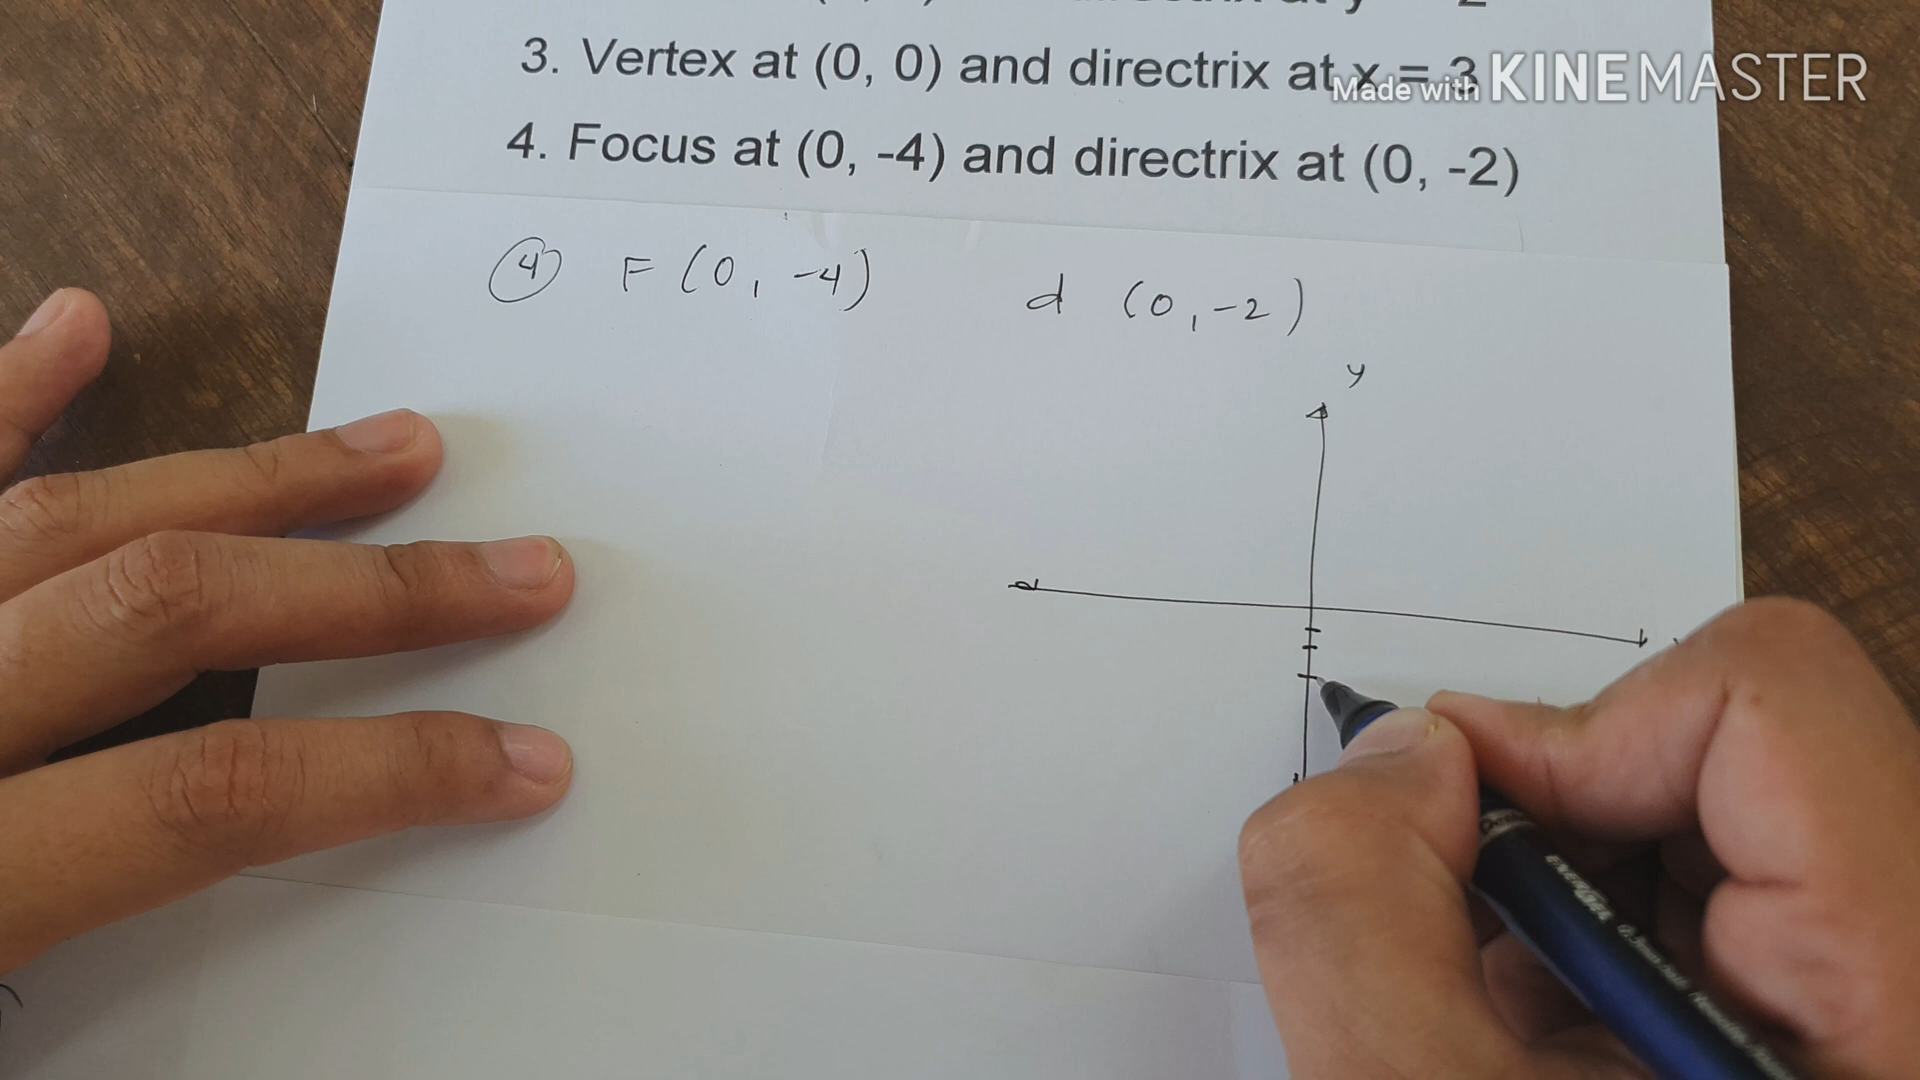 3. Vertex at (0, 0) and directrix at x = 3
Made with KINEMASTER
4. Focus at (0, -4) and directrix at (0, -2)
④ F (0, -4) d (0, -2)
y
ENERGEL